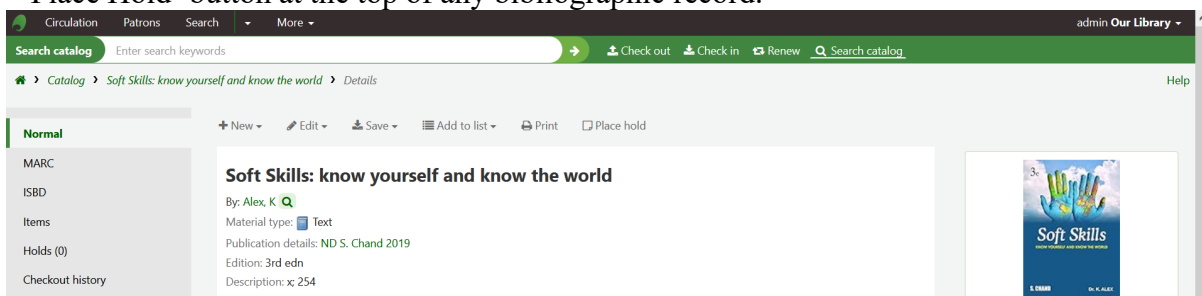 Place Hold' button at the top of any bibliographic record.
Circulation Patrons Search More admin Our Library
Search catalog Enter search keywords Check out Check in Renew Search catalog
Catalog Soft Skills: know yourself and know the world Details Help
New Edit Save Add to list Print Place hold
Normal
MARC
ISBD
Items
Holds (0)
Checkout history
Soft Skills: know yourself and know the world
By: Alex, K
Material type: Text
Publication details: ND S. Chand 2019
Edition: 3rd edn
Description: x; 254
3e
Soft Skills
KNOW YOURSELF AND KNOW THE WORLD
S. CHAND Dr. K. ALEX